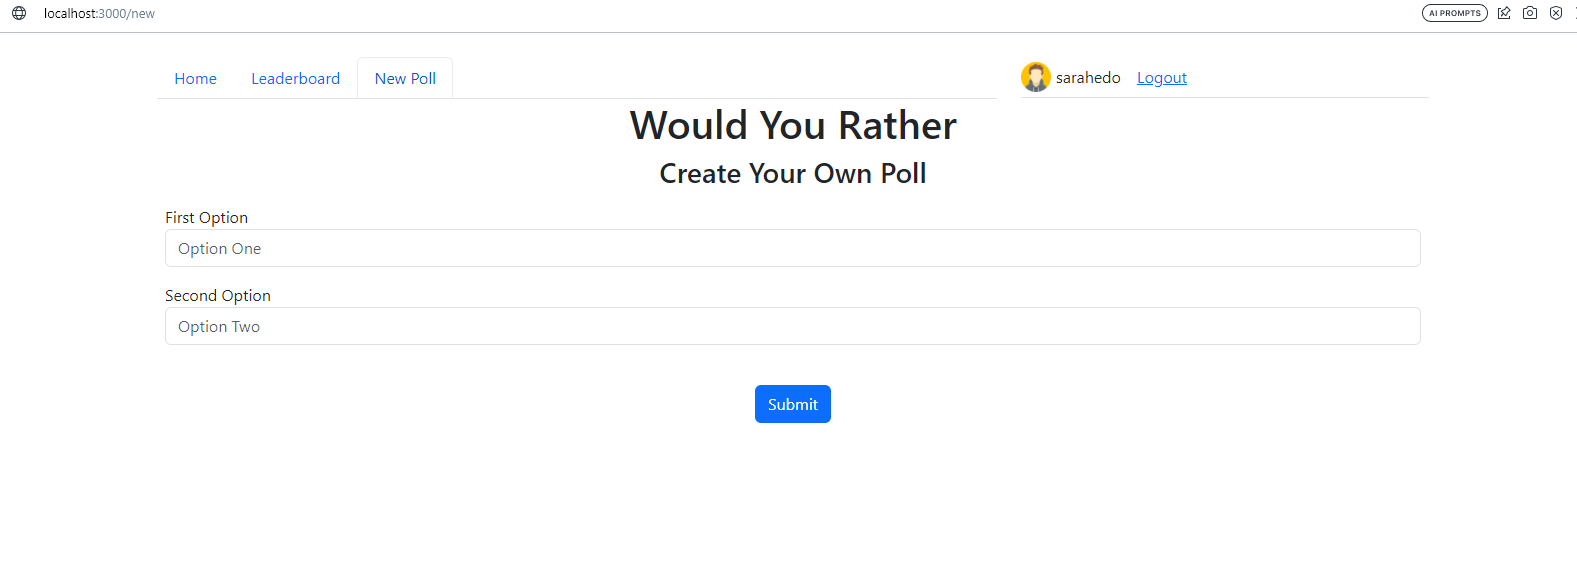 localhost:3000/new
AI PROMPTS
Home Leaderboard New Poll sarahedo Logout
Would You Rather
Create Your Own Poll
First Option
Option One
Second Option
Option Two
Submit